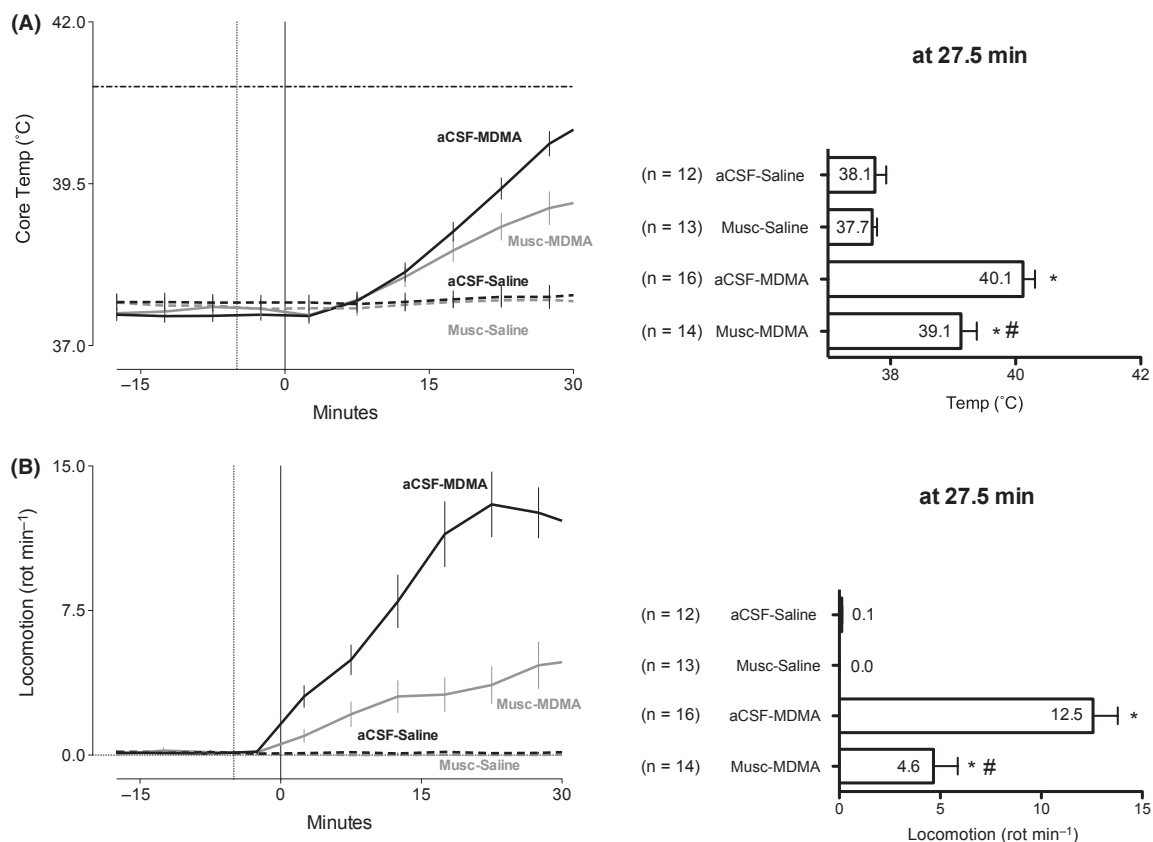 (A)
42.0
39.5
37.0
Core Temp (˚C)
aCSF-MDMA
Musc-MDMA
aCSF-Saline
Musc-Saline
–15 0 15 30
Minutes
at 27.5 min
(n = 12) aCSF-Saline 38.1
(n = 13) Musc-Saline 37.7
(n = 16) aCSF-MDMA 40.1 *
(n = 14) Musc-MDMA 39.1 * #
38 40 42
Temp (˚C)
(B)
15.0
7.5
0.0
Locomotion (rot min⁻¹)
aCSF-MDMA
Musc-MDMA
aCSF-Saline
Musc-Saiine
–15 0 15 30
Minutes
at 27.5 min
(n = 12) aCSF-Saline 0.1
(n = 13) Musc-Saline 0.0
(n = 16) aCSF-MDMA 12.5 *
(n = 14) Musc-MDMA 4.6 * #
0 5 10 15
Locomotion (rot min⁻¹)